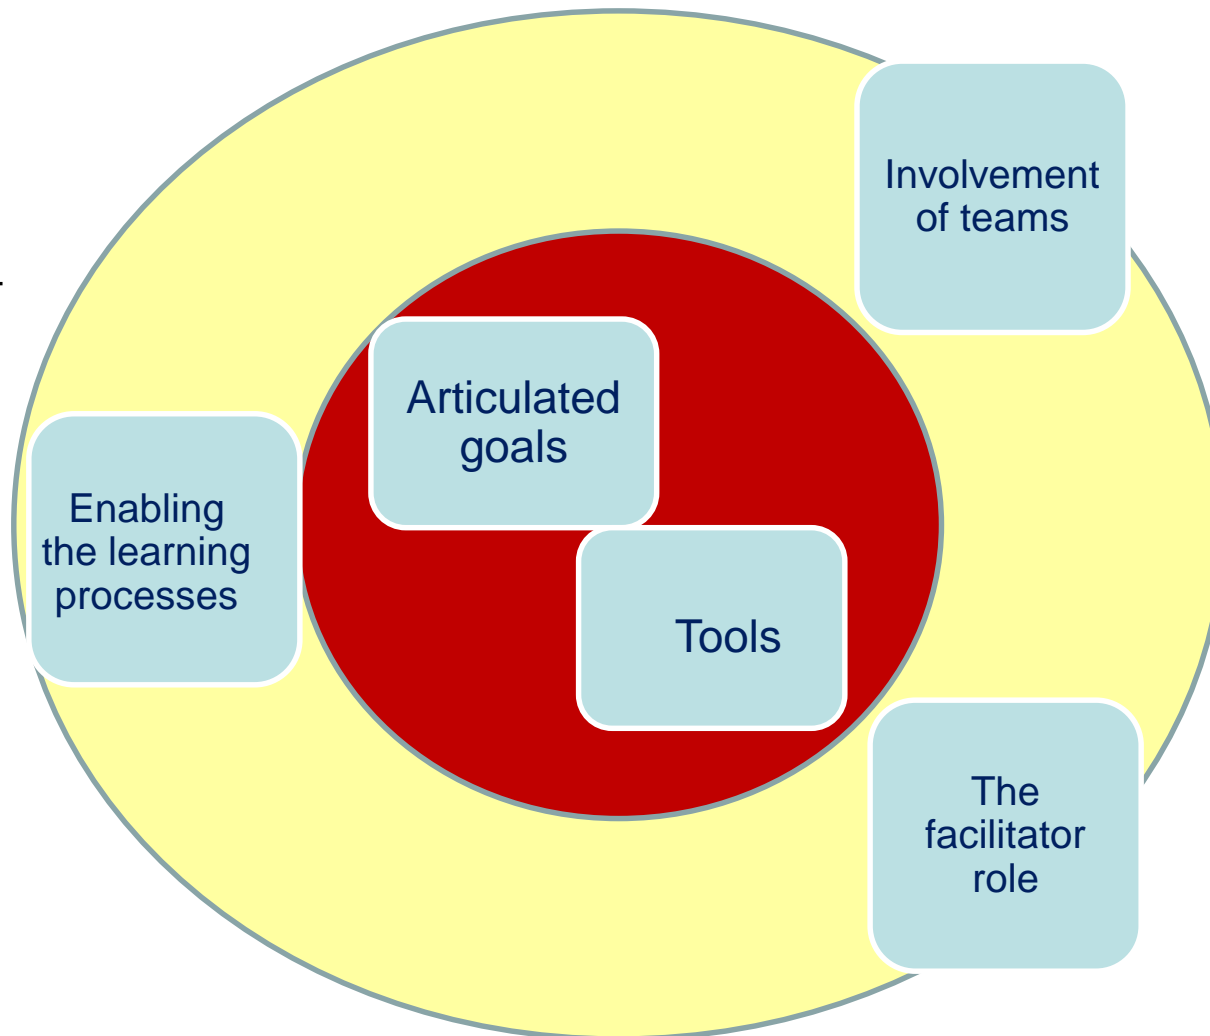 Involvement
of teams
Articulated
goals
Enabling
the learning
processes
Tools
The
facilitator
role